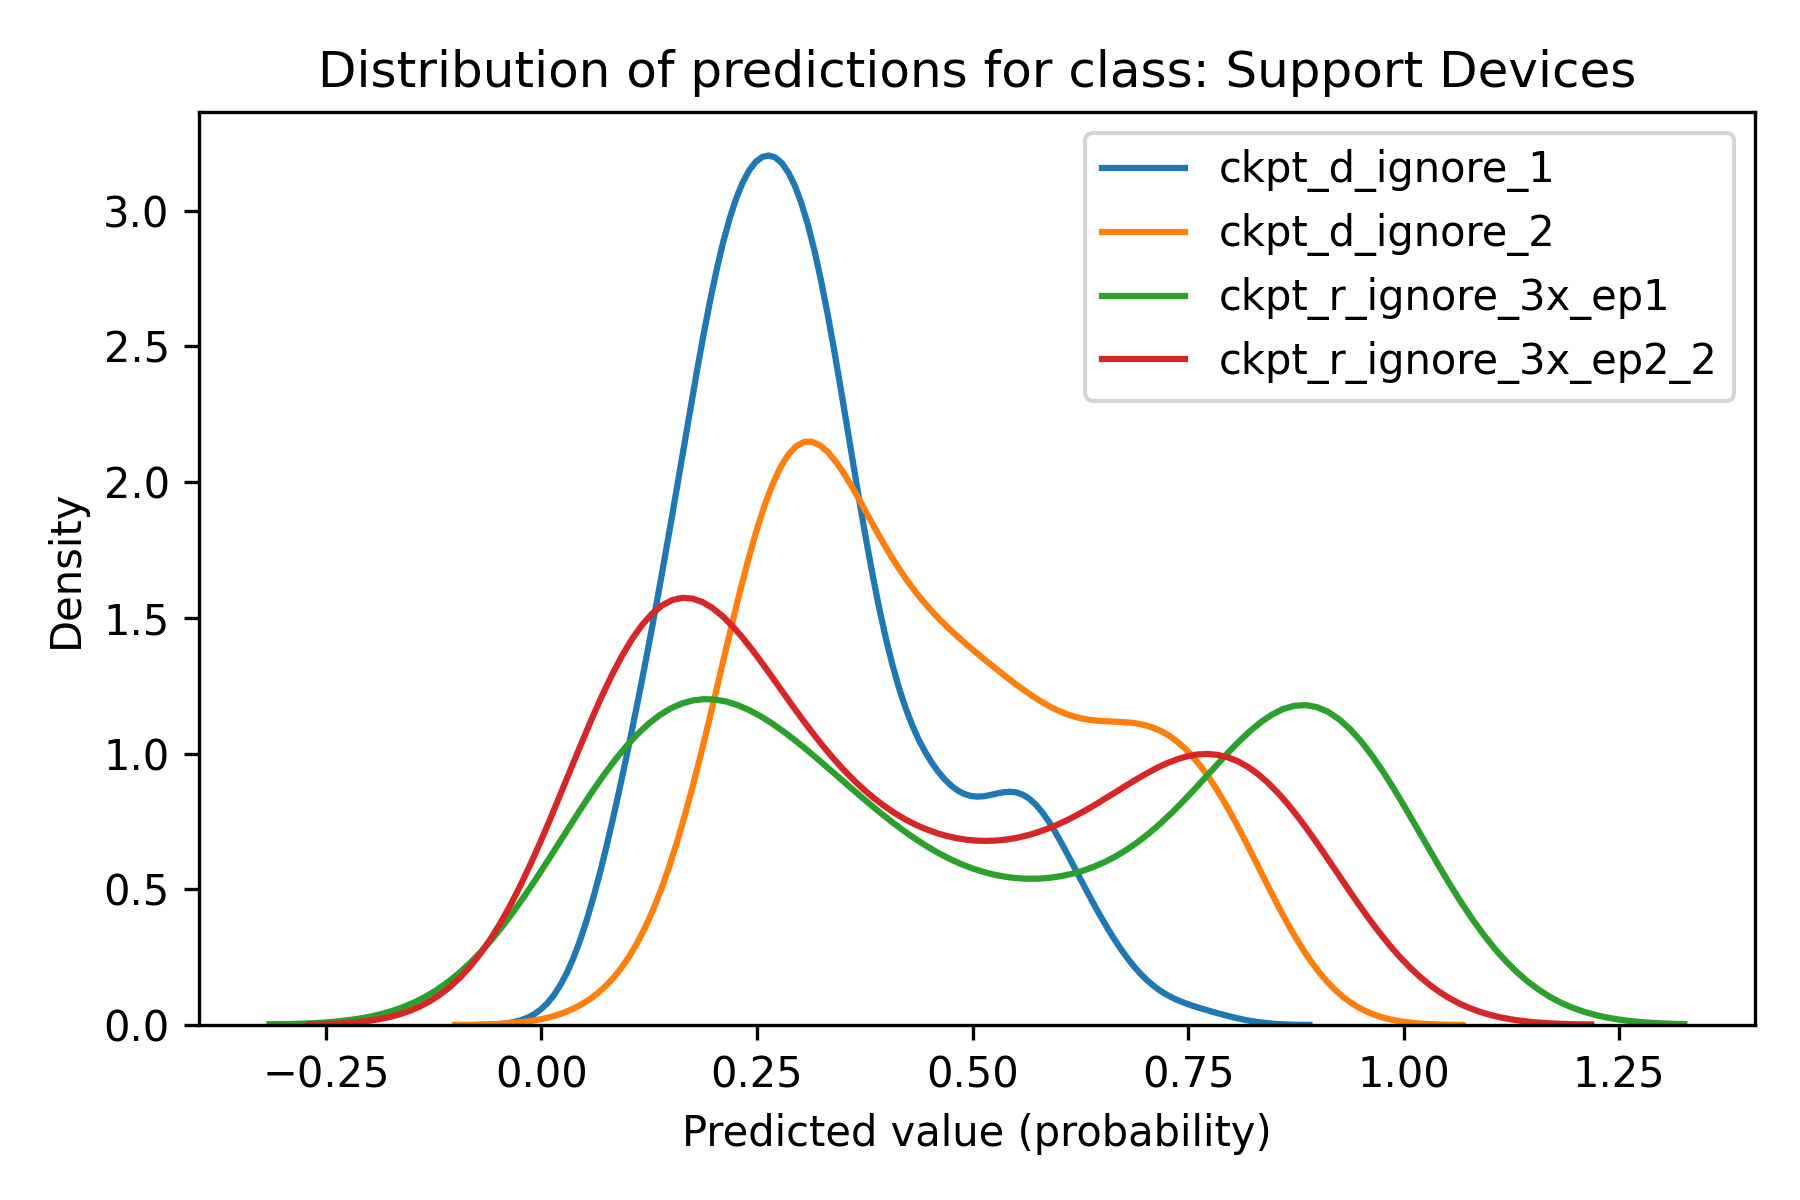 Distribution of predictions for class: Support Devices
ckpt_d_ignore_1
ckpt_d_ignore_2
ckpt_r_ignore_3x_ep1
ckpt_r_ignore_3x_ep2_2
Density
3.0
2.5
2.0
1.5
1.0
0.5
0.0
−0.25 0.00 0.25 0.50 0.75 1.00 1.25
Predicted value (probability)